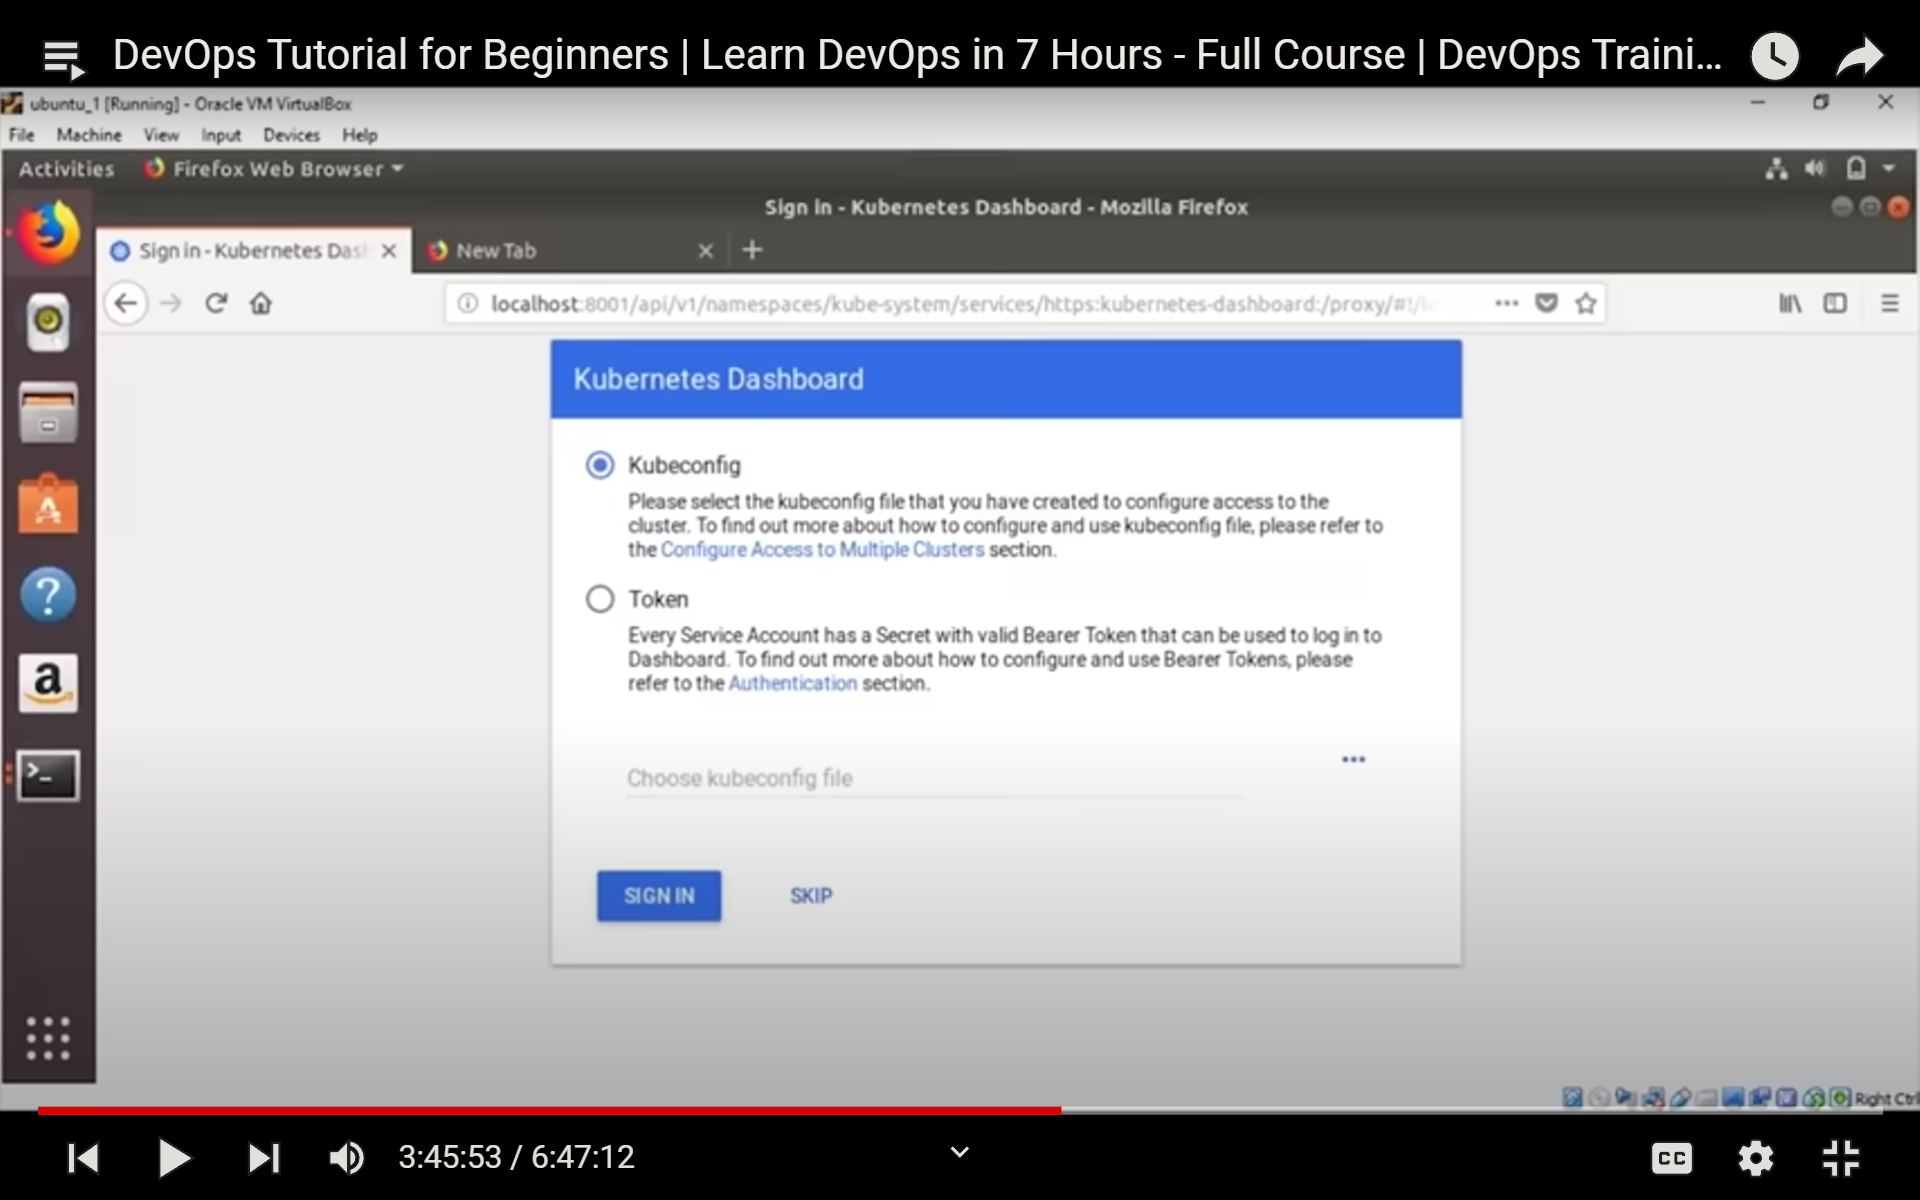 DevOps Tutorial for Beginners | Learn DevOps in 7 Hours - Full Course | DevOps Traini...
ubuntu_1 [Running] - Oracle VM VirtualBox
File Machine View Input Devices Help
Activities Firefox Web Browser
Sign in - Kubernetes Dashboard - Mozilla Firefox
Sign in - Kubernetes Das New Tab
localhost:8001/api/v1/namespaces/kube-system/services/https:kubernetes-dashboard:/proxy/#!/
Kubernetes Dashboard
Kubeconfig
Please select the kubeconfig file that you have created to configure access to the
cluster. To find out more about how to configure and use kubeconfig file, please refer to
the Configure Access to Multiple Clusters section.
Token
Every Service Account has a Secret with valid Bearer Token that can be used to log in to
Dashboard. To find out more about how to configure and use Bearer Tokens, please
refer to the Authentication section.
Choose kubeconfig file
SIGN IN SKIP
Right Ctrl
3:45:53 / 6:47:12
CC